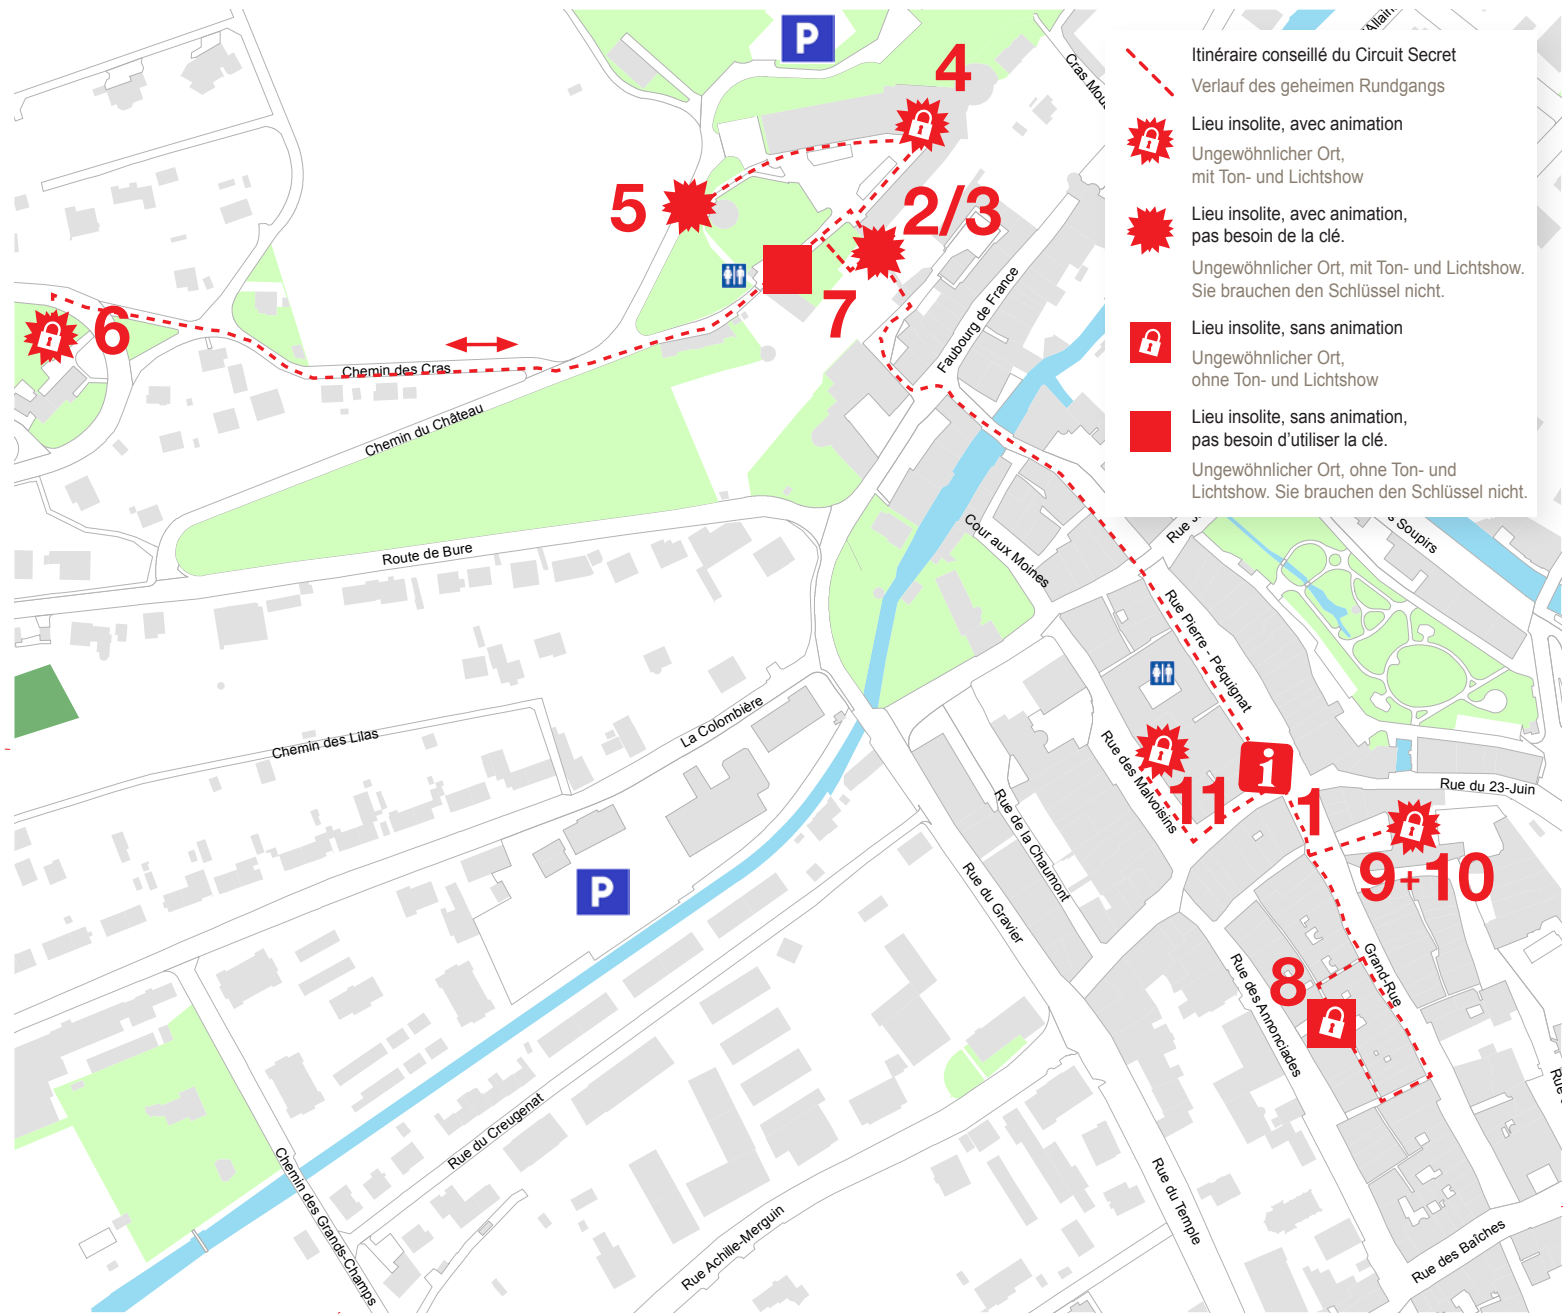 Itinéraire conseillé du Circuit Secret
Verlauf des geheimen Rundgangs
Lieu insolite, avec animation
Ungewöhnlicher Ort,
mit Ton- und Lichtshow
Lieu insolite, avec animation,
pas besoin de la clé.
Ungewöhnlicher Ort, mit Ton- und Lichtshow.
Sie brauchen den Schlüssel nicht.
Lieu insolite, sans animation
Ungewöhnlicher Ort,
ohne Ton- und Lichtshow
Lieu insolite, sans animation,
pas besoin d'utiliser la clé.
Ungewöhnlicher Ort, ohne Ton- und
Lichtshow. Sie brauchen den Schlüssel nicht.
P
4
Cras Mou
5
2/3
7
6
Faubourg de France
Chemin des Cras
Chemin du Château
Route de Bure
Cour aux Moines
Soupirs
Rue Pierre - Péquignat
La Colombière
Chemin des Lilas
Rue des Malvoisins
11
i
1
Rue du 23-Juin
9+10
P
Rue de la Chaumont
Rue du Gravier
8
Grand-Rue
Rue des Annonciades
Rue du Creugenat
Chemin des Grands-Champs
Rue Achille-Merguin
Rue du Temple
Rue des Baîches